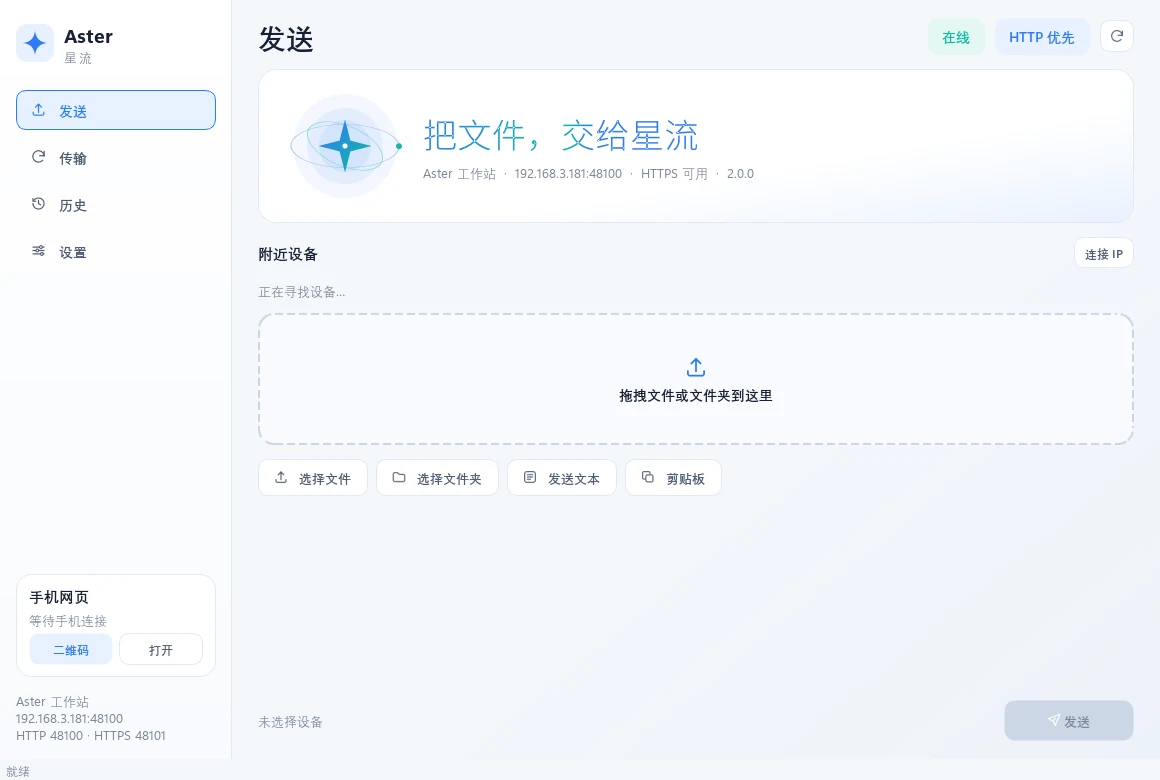 Aster
星流
发送
传输
历史
设置
手机网页
等待手机连接
二维码 打开
Aster 工作站
192.168.3.181:48100
HTTP 48100 · HTTPS 48101
就绪
发送
在线 HTTP 优先
把文件，交给星流
Aster 工作站 · 192.168.3.181:48100 · HTTPS 可用 · 2.0.0
附近设备
连接 IP
正在寻找设备...
拖拽文件或文件夹到这里
选择文件 选择文件夹 发送文本 剪贴板
未选择设备
发送